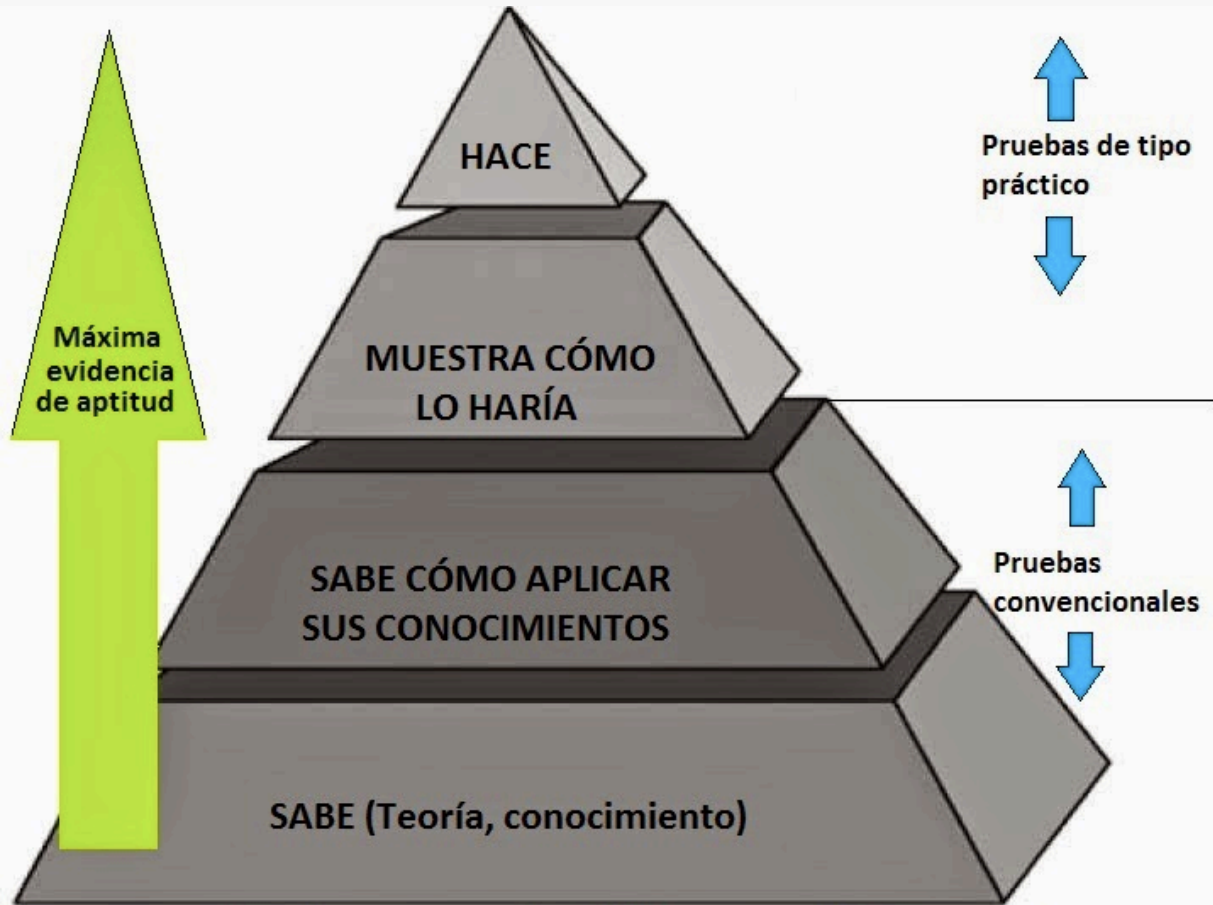 HACE
Pruebas de tipo
práctico
Máxima
evidencia
de aptitud
MUESTRA CÓMO
LO HARÍA
SABE CÓMO APLICAR
SUS CONOCIMIENTOS
Pruebas
convencionales
SABE (Teoría, conocimiento)